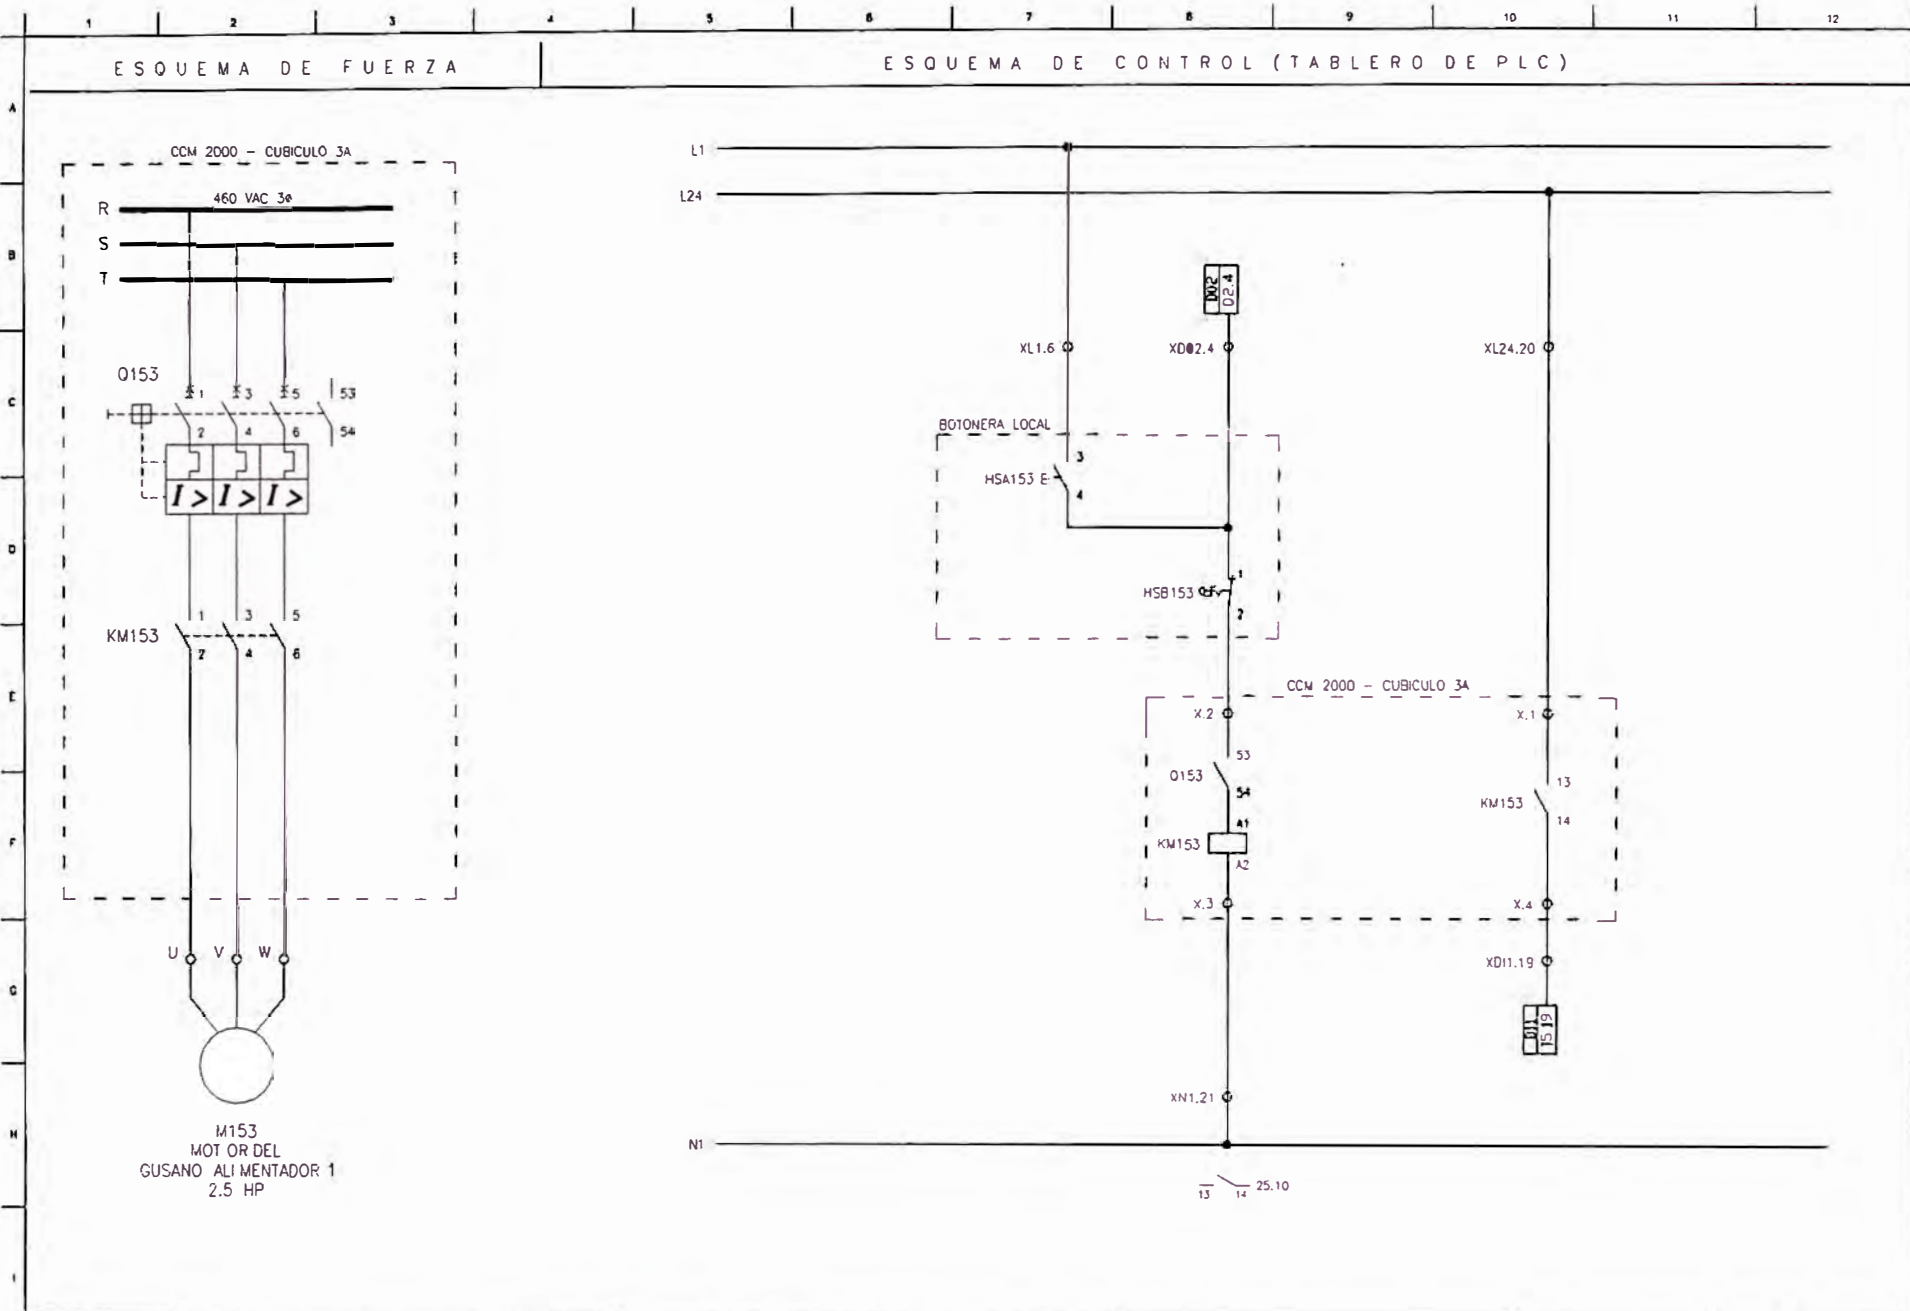 1 2 3 4 5 6 7 8 9 10 11 12
ESQUEMA DE FUERZA
ESQUEMA DE CONTROL (TABLERO DE PLC)
A
B
C
D
E
F
G
H
I
CCM 2000 - CUBICULO 3A
460 VAC 3ø
R
S
T
Q153
1 3 5 53
2 4 6 54
I > I > I >
KM153
1 3 5
2 4 6
U V W
M153
MOTOR DEL
GUSANO ALIMENTADOR 1
2.5 HP
L1
L24
DO2
D2.4
XL1.6
XDO2.4
XL24.20
BOTONERA LOCAL
3
HSA153 E
4
1
HSB153
2
CCM 2000 - CUBICULO 3A
X.2
X.1
53
Q153
54
13
KM153
14
A1
KM153
A2
X.3
X.4
XDI1.19
DI1
15 19
XN1.21
N1
13 14 25.10